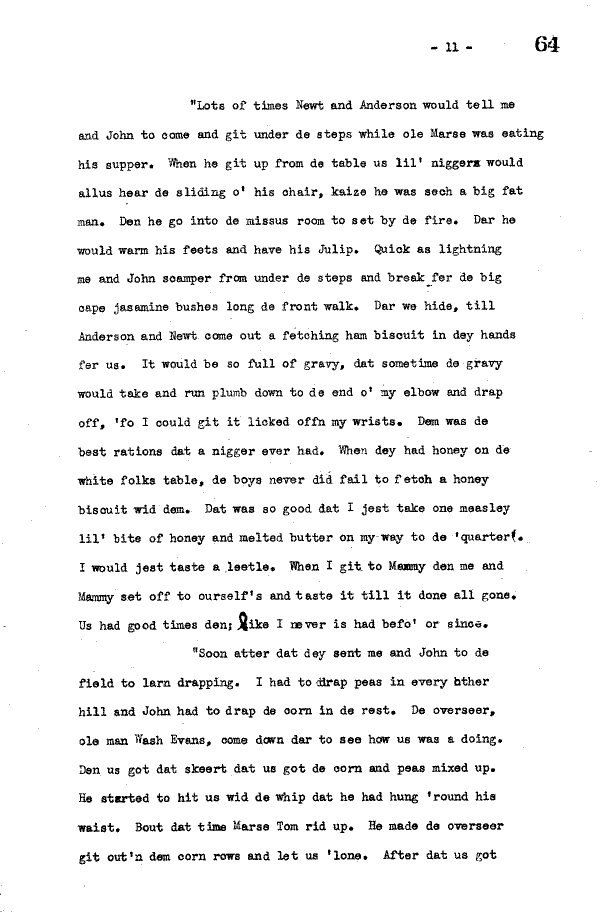 - 11 - 64
"Lots of times Newt and Anderson would tell me
and John to come and git under de steps while ole Marse was eating
his supper. When he git up from de table us lil' niggers would
allus hear de sliding o' his chair, kaize he was sech a big fat
man. Den he go into de missus room to set by de fire. Dar he
would warm his feets and have his Julip. Quick as lightning
me and John scamper from under de steps and break fer de big
cape jasamine bushes long de front walk. Dar we hide, till
Anderson and Newt come out a fetching ham biscuit in dey hands
fer us. It would be so full of gravy, dat sometime de gravy
would take and run plumb down to de end o' my elbow and drap
off, 'fo I could git it licked offn my wrists. Dem was de
best rations dat a nigger ever had. When dey had honey on de
white folks table, de boys never did fail to fetch a honey
biscuit wid dem. Dat was so good dat I jest take one measley
lil' bite of honey and melted butter on my way to de 'quarter'.
I would jest taste a leetle. When I git to Mammy den me and
Mammy set off to ourself's and taste it till it done all gone.
Us had good times den; like I never is had befo' or since.
"Soon atter dat dey sent me and John to de
field to larn drapping. I had to drap peas in every other
hill and John had to drap de corn in de rest. De overseer,
ole man Wash Evans, come down dar to see how us was a doing.
Den us got dat skeert dat us got de corn and peas mixed up.
He started to hit us wid de whip dat he had hung 'round his
waist. Bout dat time Marse Tom rid up. He made de overseer
git out'n dem corn rows and let us 'lone. After dat us got